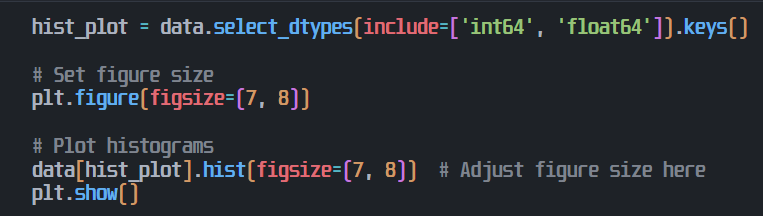 hist_plot = data.select_dtypes(include=['int64', 'float64']).keys()
# Set figure size
plt.figure(figsize=(7, 8))
# Plot histograms
data[hist_plot].hist(figsize=(7, 8))  # Adjust figure size here
plt.show()